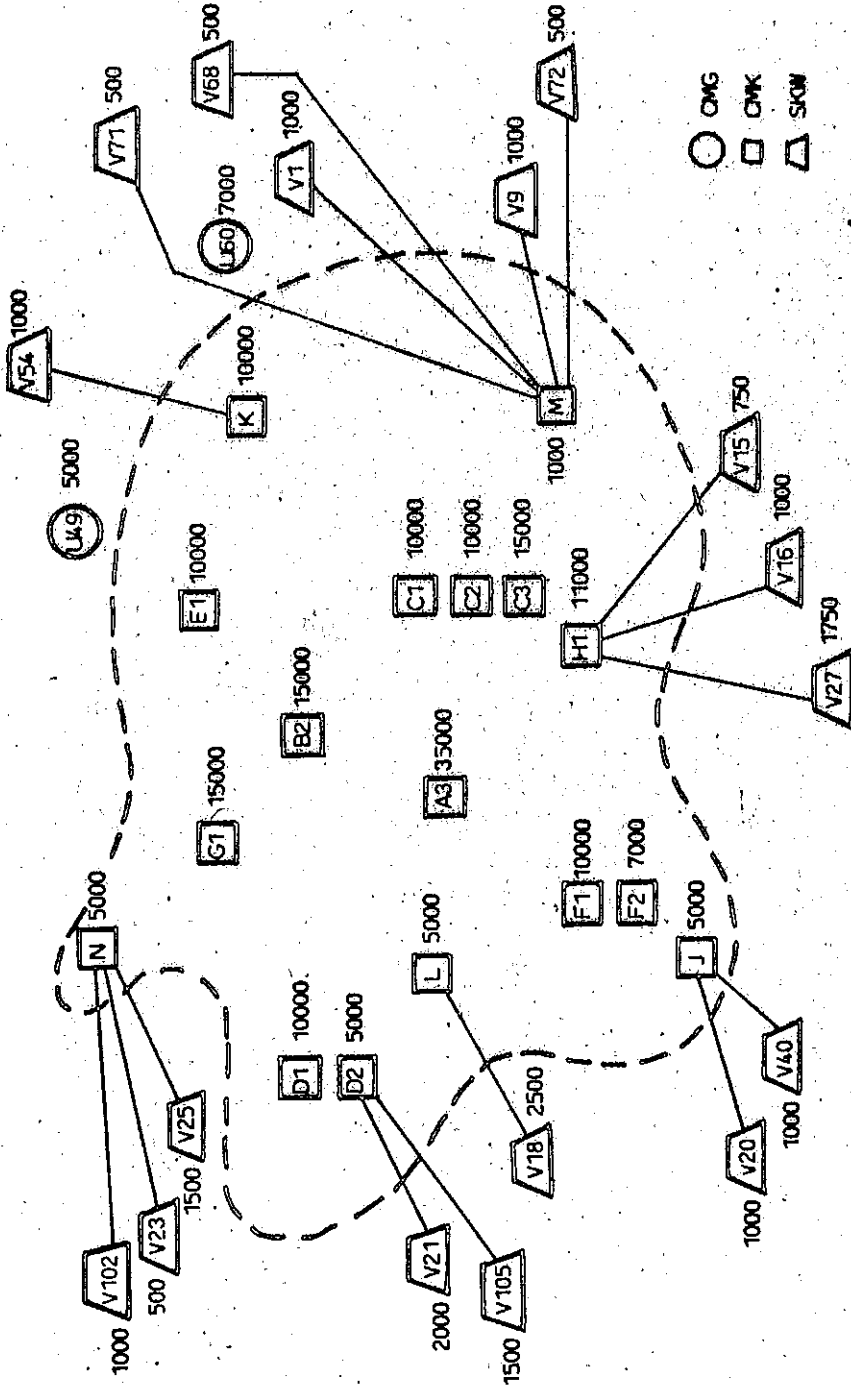 V54 1000
U49 5000
N 5000
1000 V102
V71 500
500 V23
1500 V25
E1 10000
V68 500
G1 15000
U60 7000
K 10000
V1 1000
D1 10000
B2 15000
D2 5000
C1 10000
2000 V21
L 5000
A3 35000
C2 10000
1500 V105
V9 1000
C3 15000
V18 2500
V72 500
M 1000
F1 10000
H1 11000
F2 7000
J 5000
V15 750
1000 V20
1000 V40
V16 1000
V27 1750
CMG
CMK
SKW